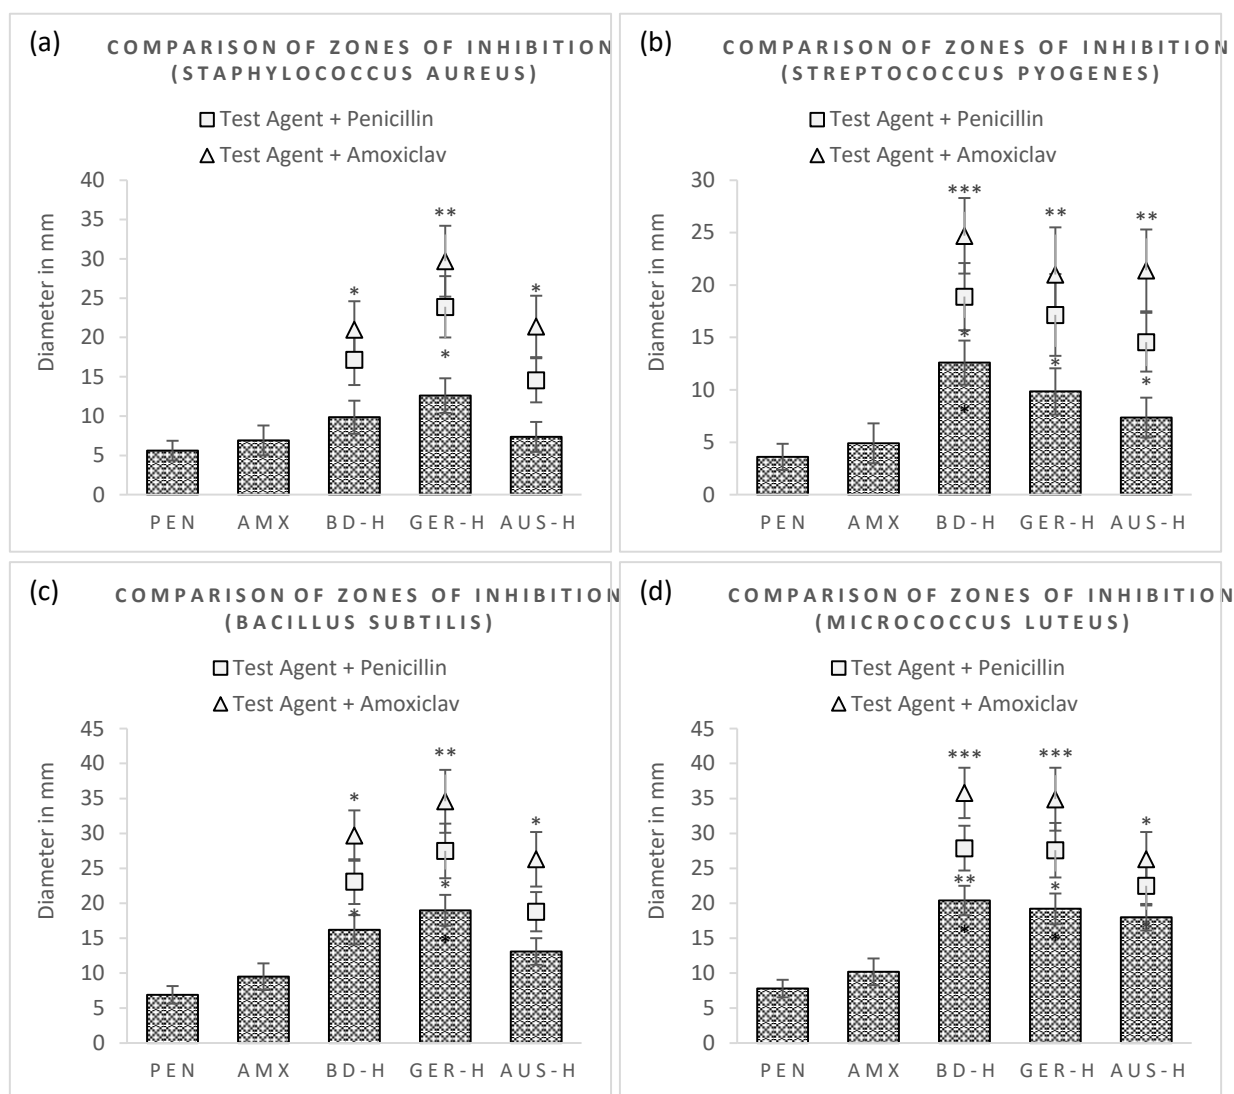 (a)
COMPARISON OF ZONES OF INHIBITION
(STAPHYLOCOCCUS AUREUS)
Test Agent + Penicillin
Test Agent + Amoxiclav
Diameter in mm
40
35
30
25
20
15
10
5
0
**
*
*
*
PEN AMX BD-H GER-H AUS-H
(b)
COMPARISON OF ZONES OF INHIBITION
(STREPTOCOCCUS PYOGENES)
Test Agent + Penicillin
Test Agent + Amoxiclav
Diameter in mm
30
25
20
15
10
5
0
***
**
**
*
*
*
*
PEN AMX BD-H GER-H AUS-H
(c)
COMPARISON OF ZONES OF INHIBITION
(BACILLUS SUBTILIS)
Test Agent + Penicillin
Test Agent + Amoxiclav
Diameter in mm
45
40
35
30
25
20
15
10
5
0
**
*
*
*
*
*
PEN AMX BD-H GER-H AUS-H
(d)
COMPARISON OF ZONES OF INHIBITION
(MICROCOCCUS LUTEUS)
Test Agent + Penicillin
Test Agent + Amoxiclav
Diameter in mm
45
40
35
30
25
20
15
10
5
0
***
***
*
**
*
*
*
*
PEN AMX BD-H GER-H AUS-H